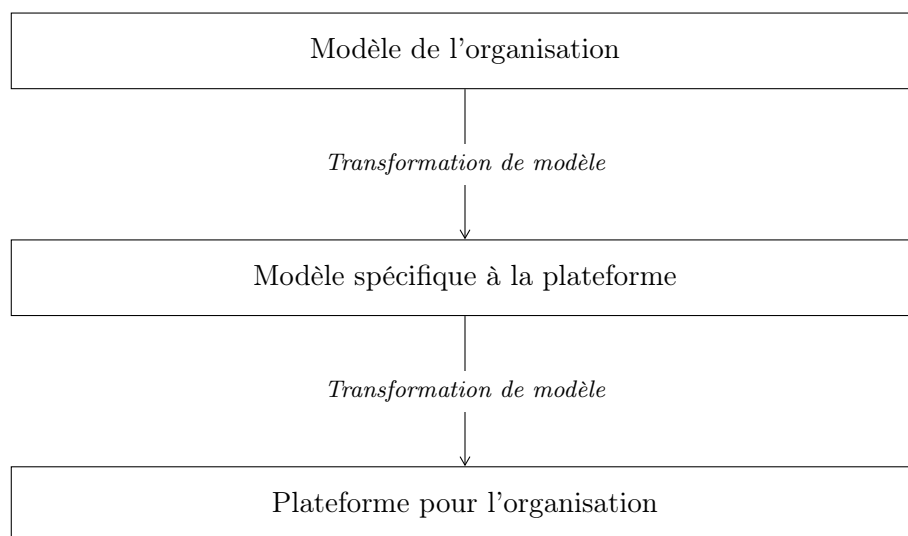 Modèle de l'organisation
Transformation de modèle
Modèle spécifique à la plateforme
Transformation de modèle
Plateforme pour l'organisation